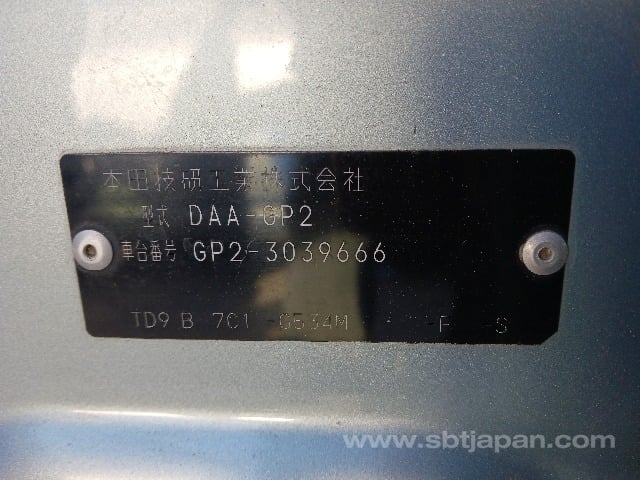 本田技研工業株式会社
型式 DAA-GP2
車台番号 GP2-3039666
TD9 B 7C1 -G534M - -F -S
www.sbtjapan.com